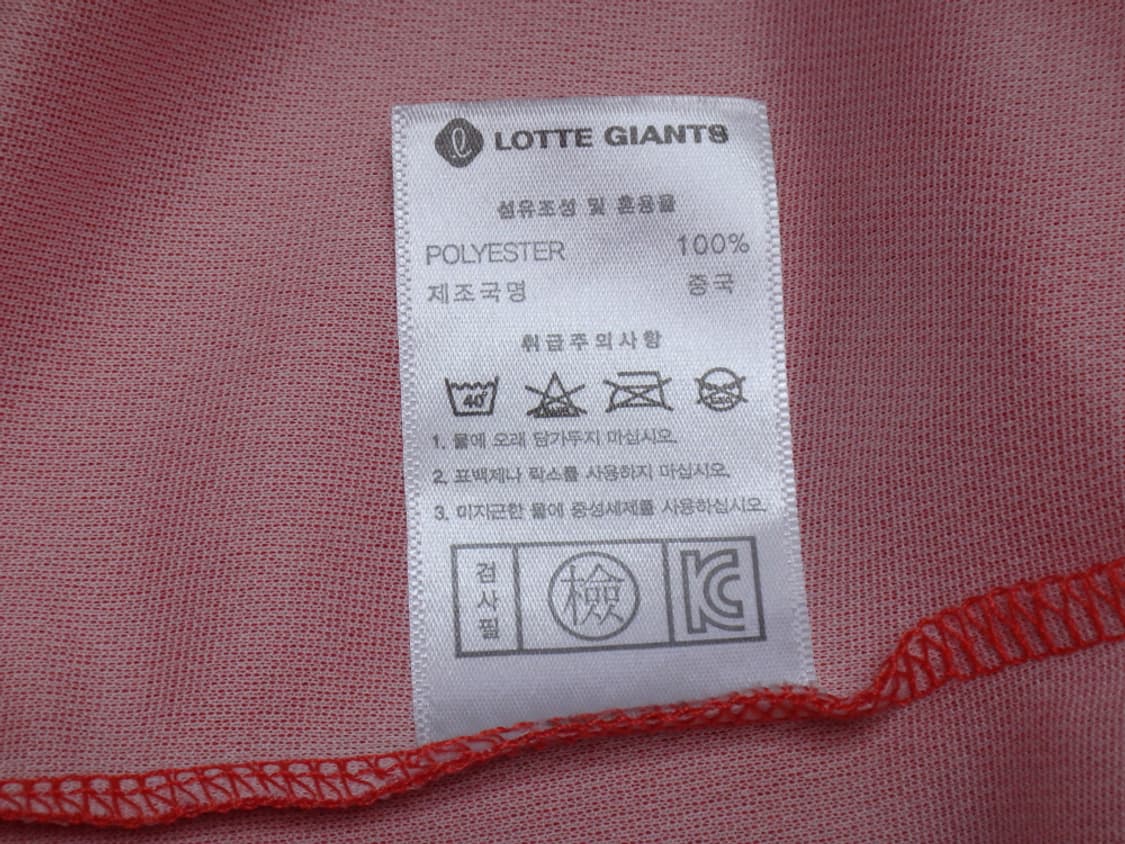 LOTTE GIANTS
섬유조성 및 혼용율
POLYESTER 100%
제조국명 중국
취급주의사항
40°
1. 물에 오래 담가두지 마십시오.
2. 표백제나 락스를 사용하지 마십시오.
3. 미지근한 물에 중성세제를 사용하십시오.
검사필 檢 KC